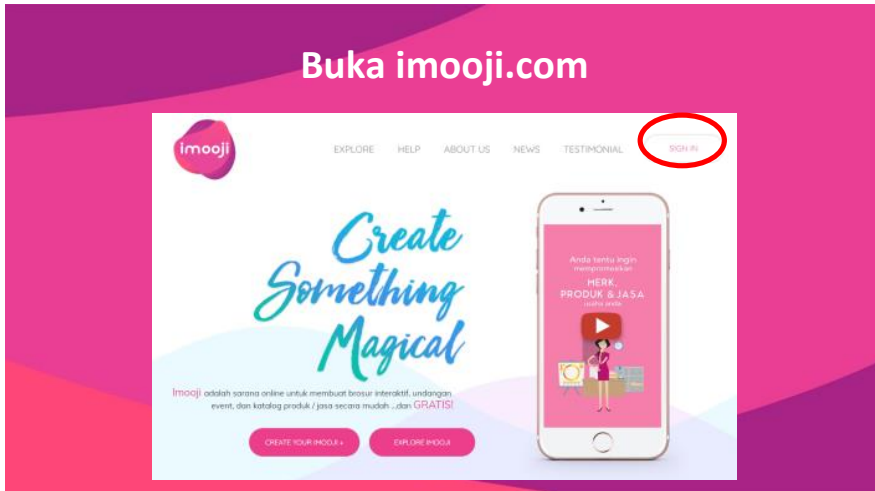 Buka imooji.com
imooji
EXPLORE HELP ABOUT US NEWS TESTIMONIAL SIGN IN
Create
Something
Magical
Imooji adalah sarana online untuk membuat brosur interaktif, undangan
event, dan katalog produk / jasa secara mudah ...dan GRATIS!
CREATE YOUR IMOOJI » EXPLORE IMOOJI
Anda tentu ingin
mempromosikan
MERK,
PRODUK & JASA
usaha anda